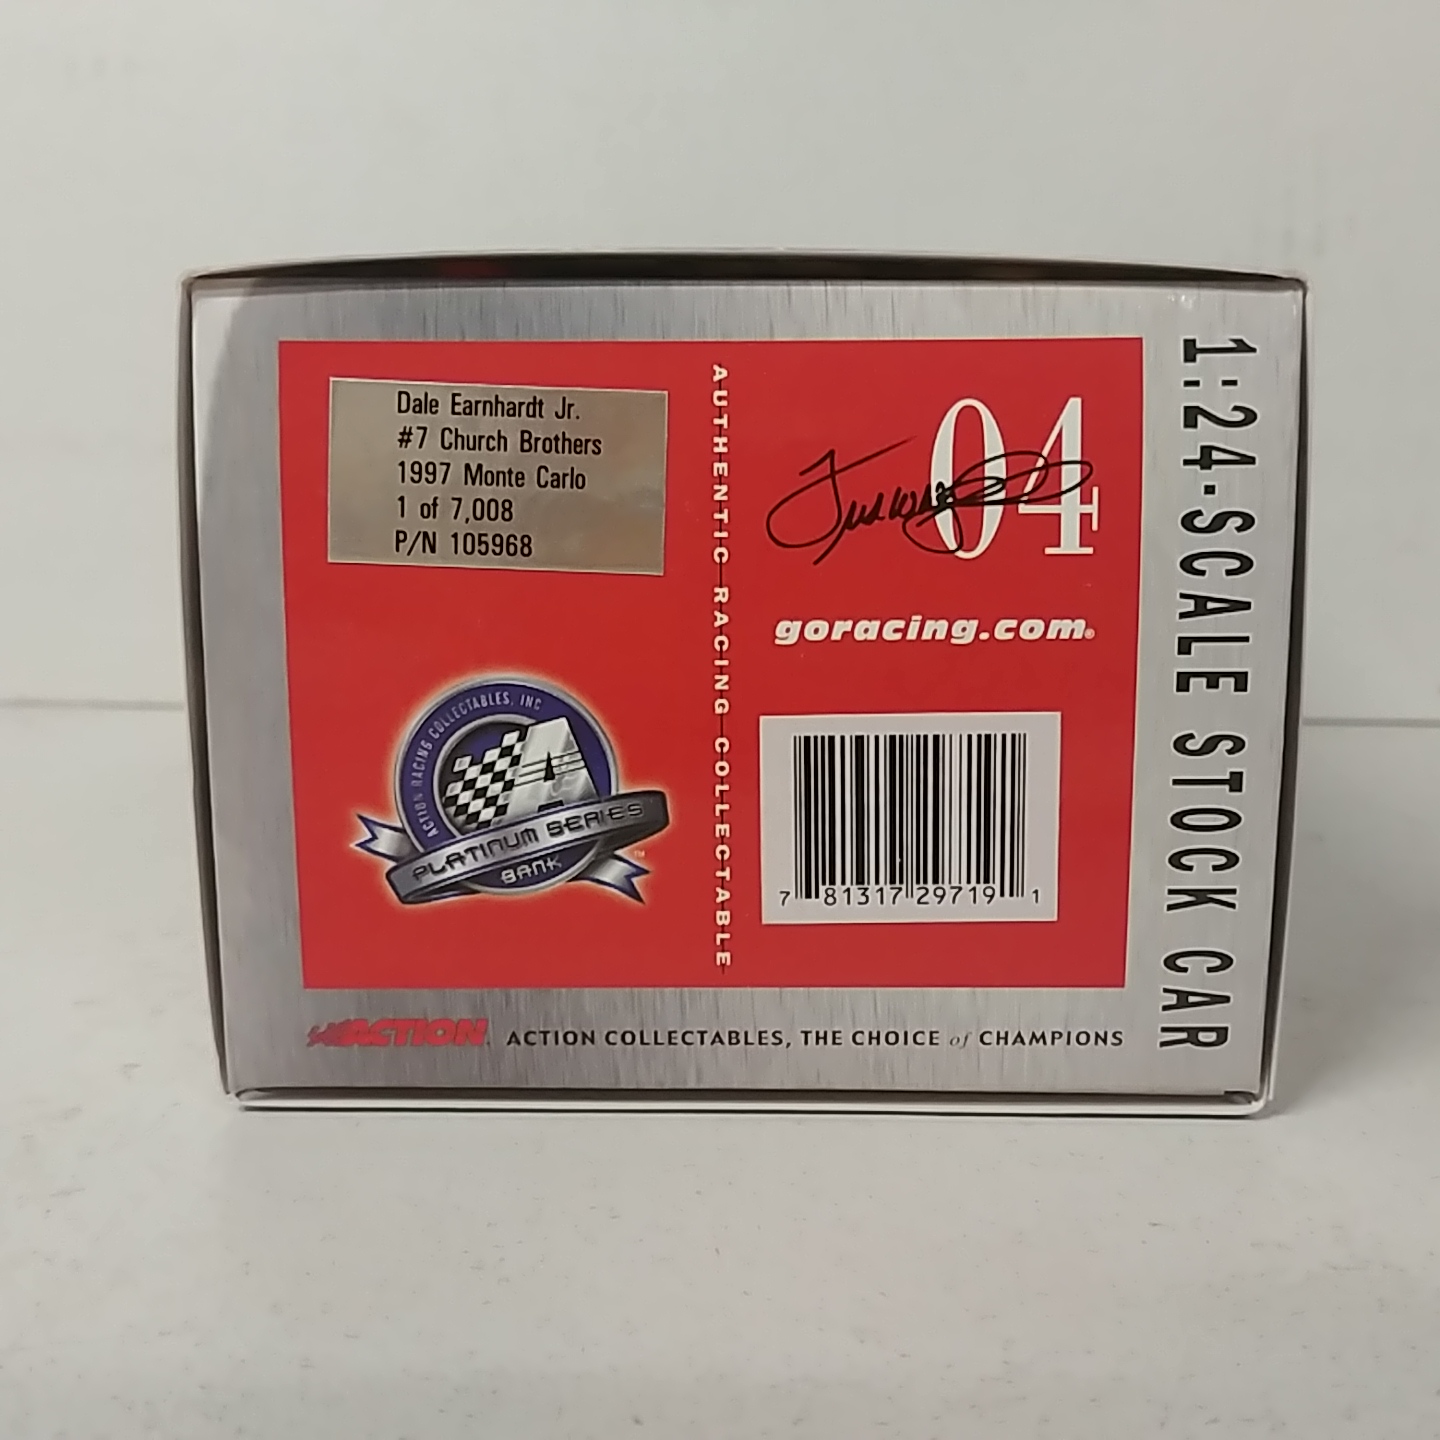 Dale Earnhardt Jr.
#7 Church Brothers
1997 Monte Carlo
1 of 7,008
P/N 105968
ACTION RACING COLLECTABLES, INC
A
PLATINUM SERIES
BANK
™
AUTHENTIC RACING COLLECTABLE
04
goracing.com®
7 81317 29719 1
1:24-SCALE STOCK CAR
ACTION® ACTION COLLECTABLES, THE CHOICE of CHAMPIONS